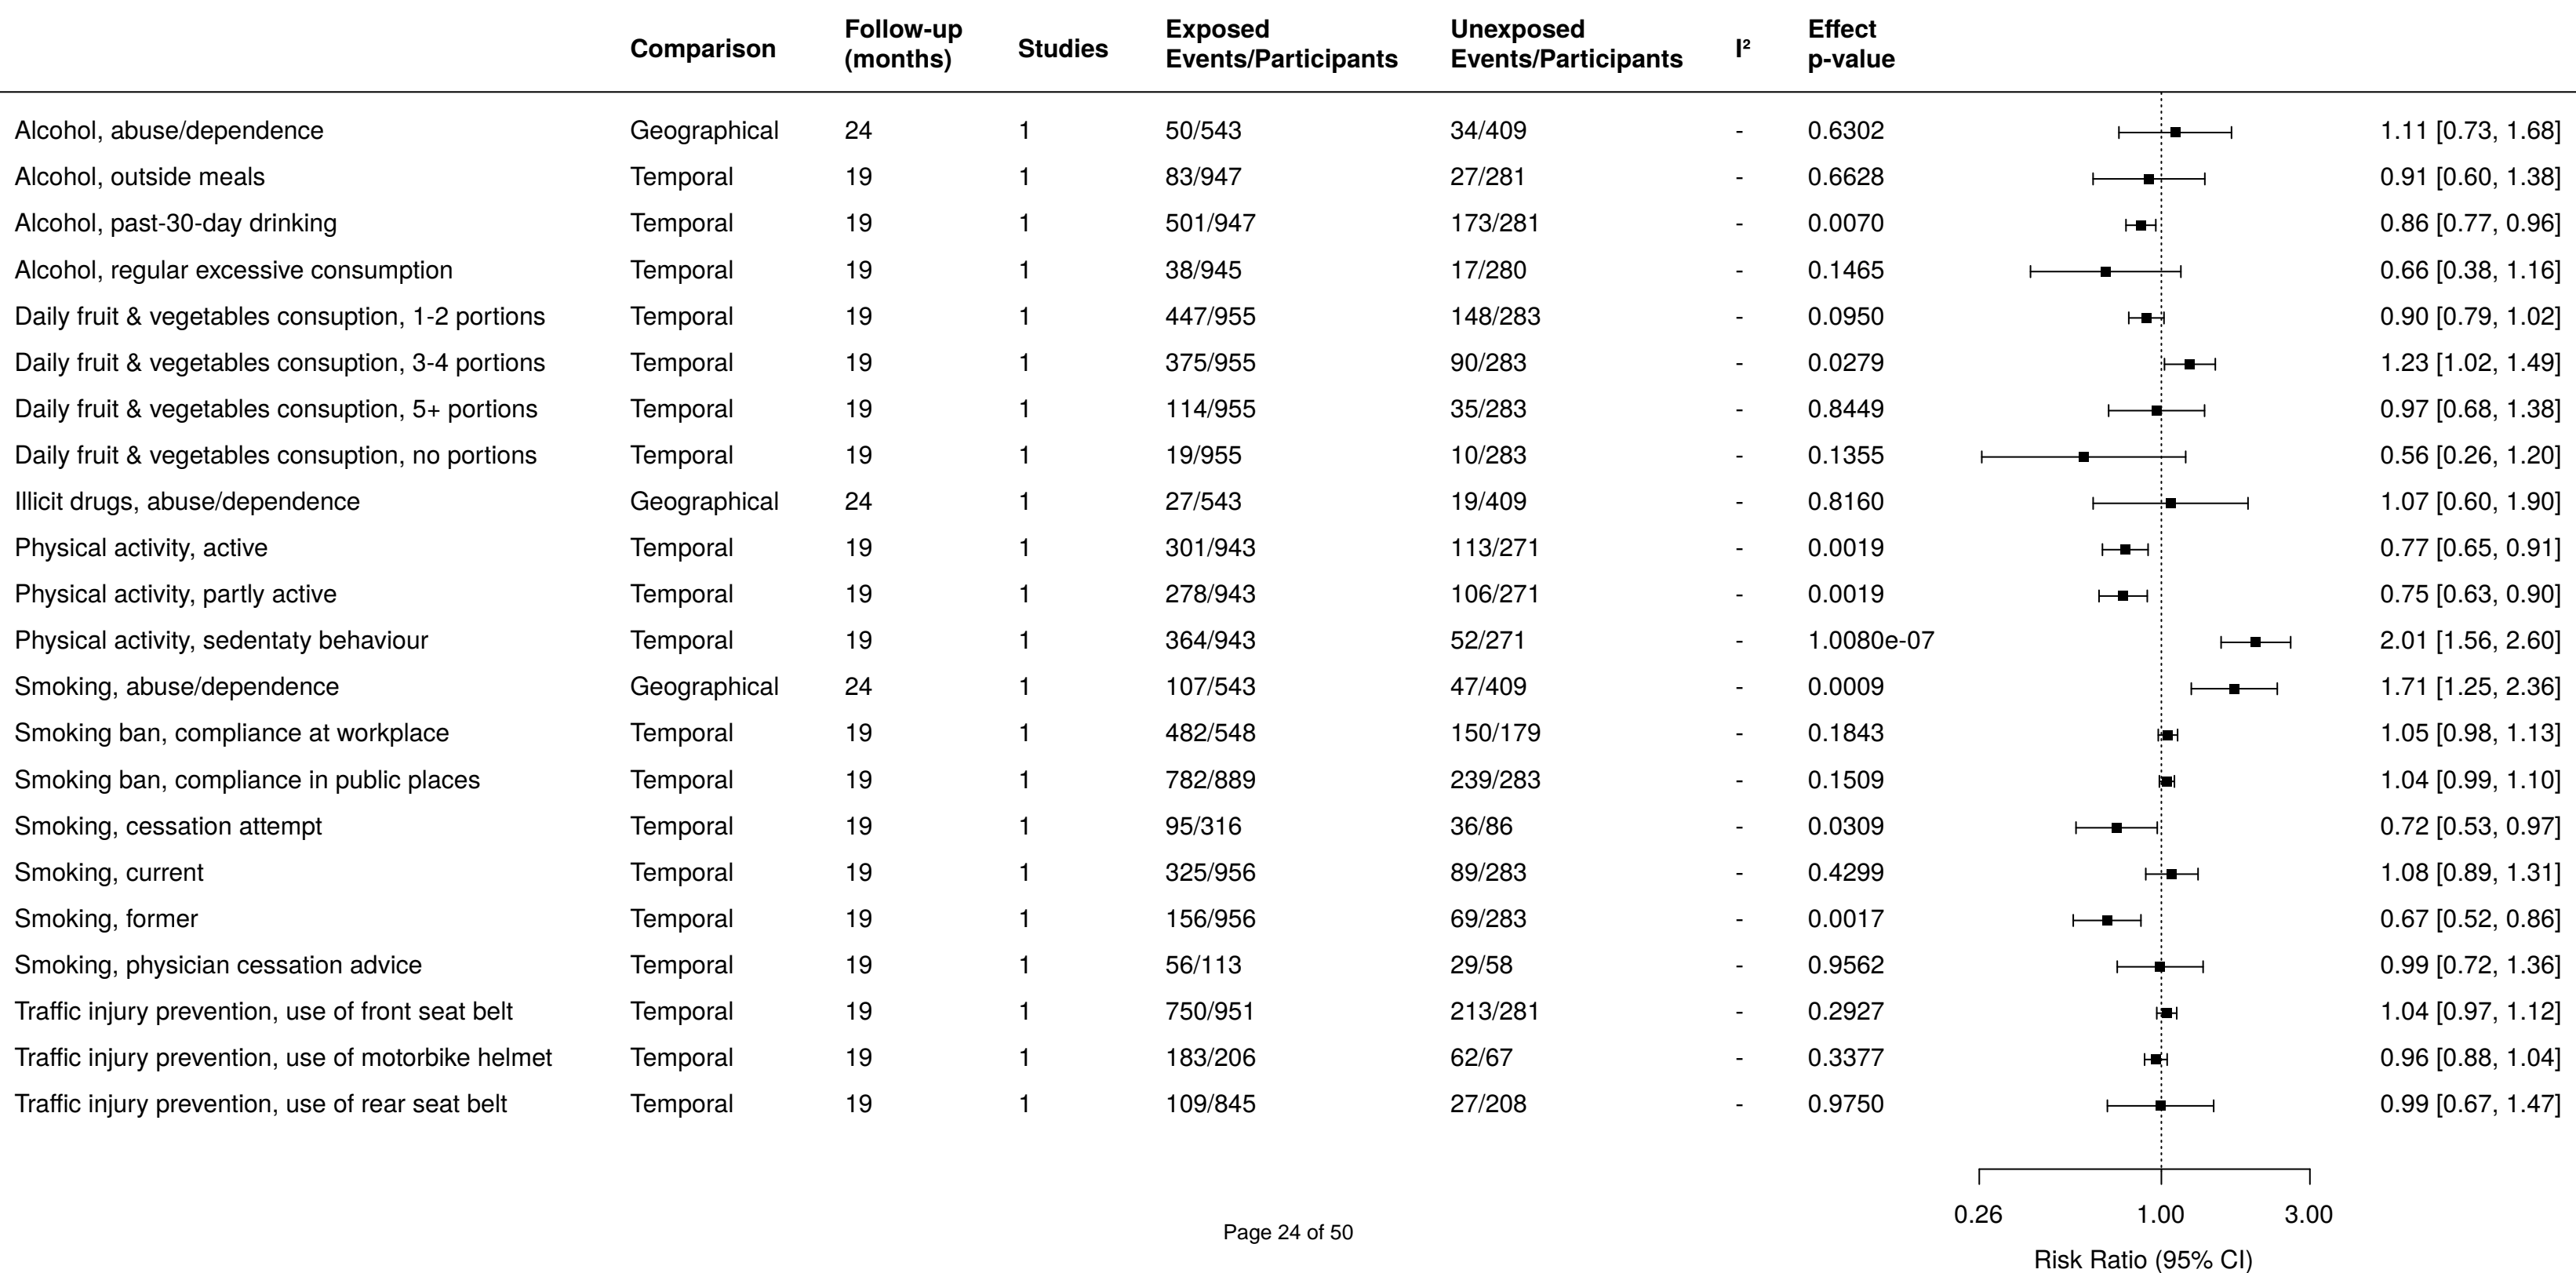 Comparison Follow-up (months) Studies Exposed Events/Participants Unexposed Events/Participants I² Effect p-value
Alcohol, abuse/dependence Geographical 24 1 50/543 34/409 - 0.6302 1.11 [0.73, 1.68]
Alcohol, outside meals Temporal 19 1 83/947 27/281 - 0.6628 0.91 [0.60, 1.38]
Alcohol, past-30-day drinking Temporal 19 1 501/947 173/281 - 0.0070 0.86 [0.77, 0.96]
Alcohol, regular excessive consumption Temporal 19 1 38/945 17/280 - 0.1465 0.66 [0.38, 1.16]
Daily fruit & vegetables consuption, 1-2 portions Temporal 19 1 447/955 148/283 - 0.0950 0.90 [0.79, 1.02]
Daily fruit & vegetables consuption, 3-4 portions Temporal 19 1 375/955 90/283 - 0.0279 1.23 [1.02, 1.49]
Daily fruit & vegetables consuption, 5+ portions Temporal 19 1 114/955 35/283 - 0.8449 0.97 [0.68, 1.38]
Daily fruit & vegetables consuption, no portions Temporal 19 1 19/955 10/283 - 0.1355 0.56 [0.26, 1.20]
Illicit drugs, abuse/dependence Geographical 24 1 27/543 19/409 - 0.8160 1.07 [0.60, 1.90]
Physical activity, active Temporal 19 1 301/943 113/271 - 0.0019 0.77 [0.65, 0.91]
Physical activity, partly active Temporal 19 1 278/943 106/271 - 0.0019 0.75 [0.63, 0.90]
Physical activity, sedentaty behaviour Temporal 19 1 364/943 52/271 - 1.0080e-07 2.01 [1.56, 2.60]
Smoking, abuse/dependence Geographical 24 1 107/543 47/409 - 0.0009 1.71 [1.25, 2.36]
Smoking ban, compliance at workplace Temporal 19 1 482/548 150/179 - 0.1843 1.05 [0.98, 1.13]
Smoking ban, compliance in public places Temporal 19 1 782/889 239/283 - 0.1509 1.04 [0.99, 1.10]
Smoking, cessation attempt Temporal 19 1 95/316 36/86 - 0.0309 0.72 [0.53, 0.97]
Smoking, current Temporal 19 1 325/956 89/283 - 0.4299 1.08 [0.89, 1.31]
Smoking, former Temporal 19 1 156/956 69/283 - 0.0017 0.67 [0.52, 0.86]
Smoking, physician cessation advice Temporal 19 1 56/113 29/58 - 0.9562 0.99 [0.72, 1.36]
Traffic injury prevention, use of front seat belt Temporal 19 1 750/951 213/281 - 0.2927 1.04 [0.97, 1.12]
Traffic injury prevention, use of motorbike helmet Temporal 19 1 183/206 62/67 - 0.3377 0.96 [0.88, 1.04]
Traffic injury prevention, use of rear seat belt Temporal 19 1 109/845 27/208 - 0.9750 0.99 [0.67, 1.47]
0.26 1.00 3.00
Page 24 of 50
Risk Ratio (95% CI)